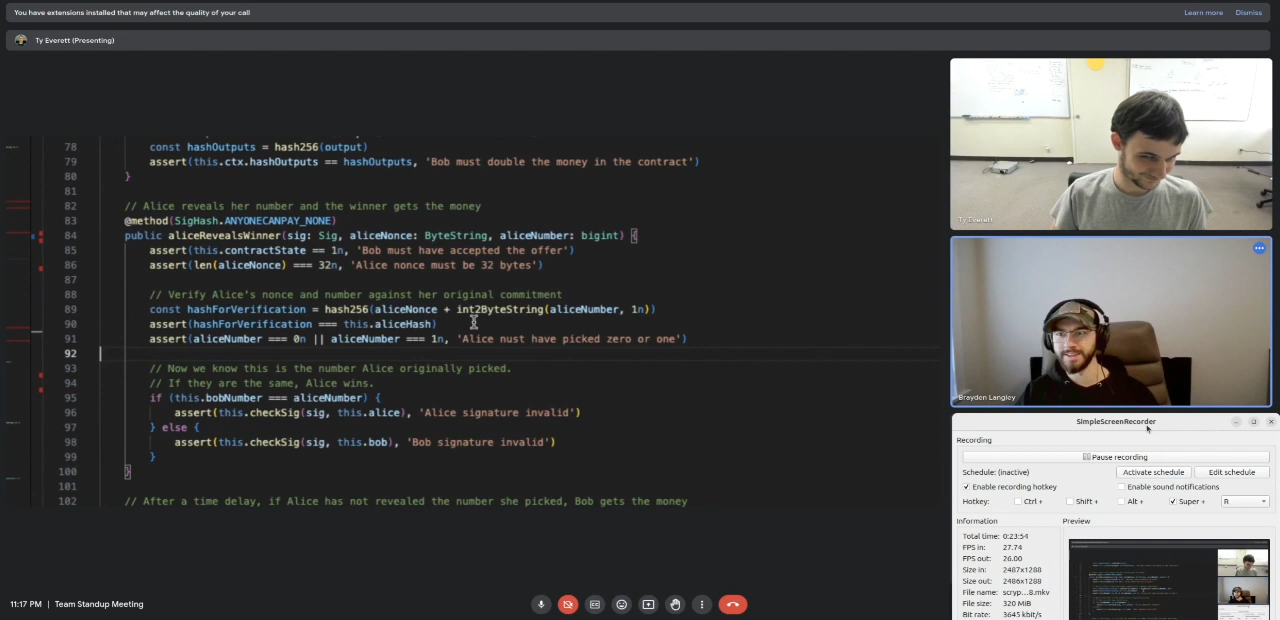 You have extensions installed that may affect the quality of your call
Learn more
Dismiss
Ty Everett (Presenting)
78 const hashOutputs = hash256(output)
79 assert(this.ctx.hashOutputs == hashOutputs, 'Bob must double the money in the contract')
80 }
81
82 // Alice reveals her number and the winner gets the money
83 @method(SigHash.ANYONECANPAY_NONE)
84 public aliceRevealsWinner(sig: Sig, aliceNonce: ByteString, aliceNumber: bigint) {
85 assert(this.contractState == 1n, 'Bob must have accepted the offer')
86 assert(len(aliceNonce) === 32n, 'Alice nonce must be 32 bytes')
87
88 // Verify Alice's nonce and number against her original commitment
89 const hashForVerification = hash256(aliceNonce + int2ByteString(aliceNumber, 1n))
90 assert(hashForVerification === this.aliceHash)
91 assert(aliceNumber === 0n || aliceNumber === 1n, 'Alice nust have picked zero or one')
92
93 // Now we know this is the number Alice originally picked.
94 // If they are the same, Alice wins.
95 if (this.bobNumber == aliceNumber) {
96 assert(this.checkSig(sig, this.alice), 'Alice signature invalid')
97 } else {
98 assert(this.checkSig(sig, this.bob), 'Bob signature invalid')
99 }
100 }
101
102 // After a time delay, if Alice has not revealed the number she picked, Bob gets the money
Ty Everett
Brayden Langley
SimpleScreenRecorder
Recording
Pause recording
Schedule: (inactive)
Activate schedule
Edit schedule
Enable recording hotkey
Enable sound notifications
Hotkey:
Ctrl +
Shift +
Alt +
Super +
R
Information
Preview
Total time: 0:23:54
FPS in: 27.74
FPS out: 26.00
Size in: 2487x1288
Size out: 2486x1288
File name: scryp...8.mkv
File size: 320 MiB
Bit rate: 3645 kbit/s
11:17 PM | Team Standup Meeting